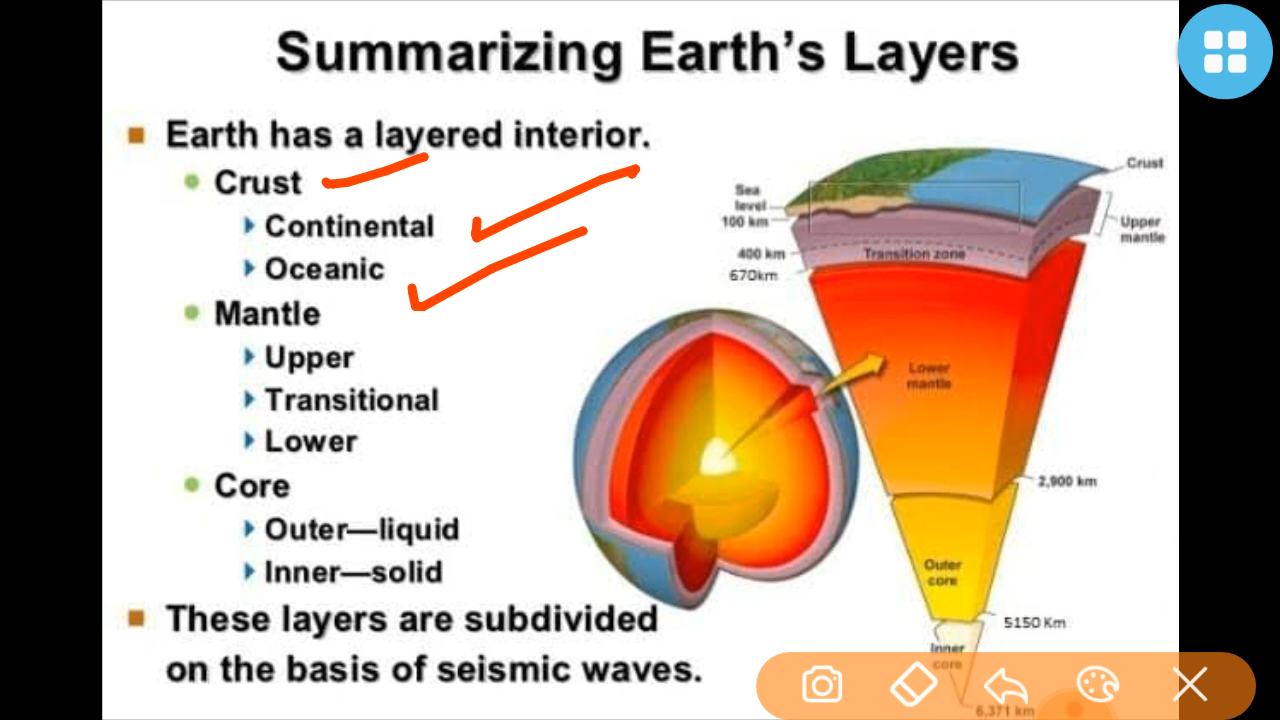 Summarizing Earth's Layers
Earth has a layered interior.
Crust
Continental
Oceanic
Mantle
Upper
Transitional
Lower
Core
Outer—liquid
Inner—solid
These layers are subdivided
on the basis of seismic waves.
Crust
Sea
level
100 km
Upper
mantle
400 km
Transition zone
670km
Lower
mantle
2,900 km
Outer
core
5150 Km
Inner
core
6,371 km